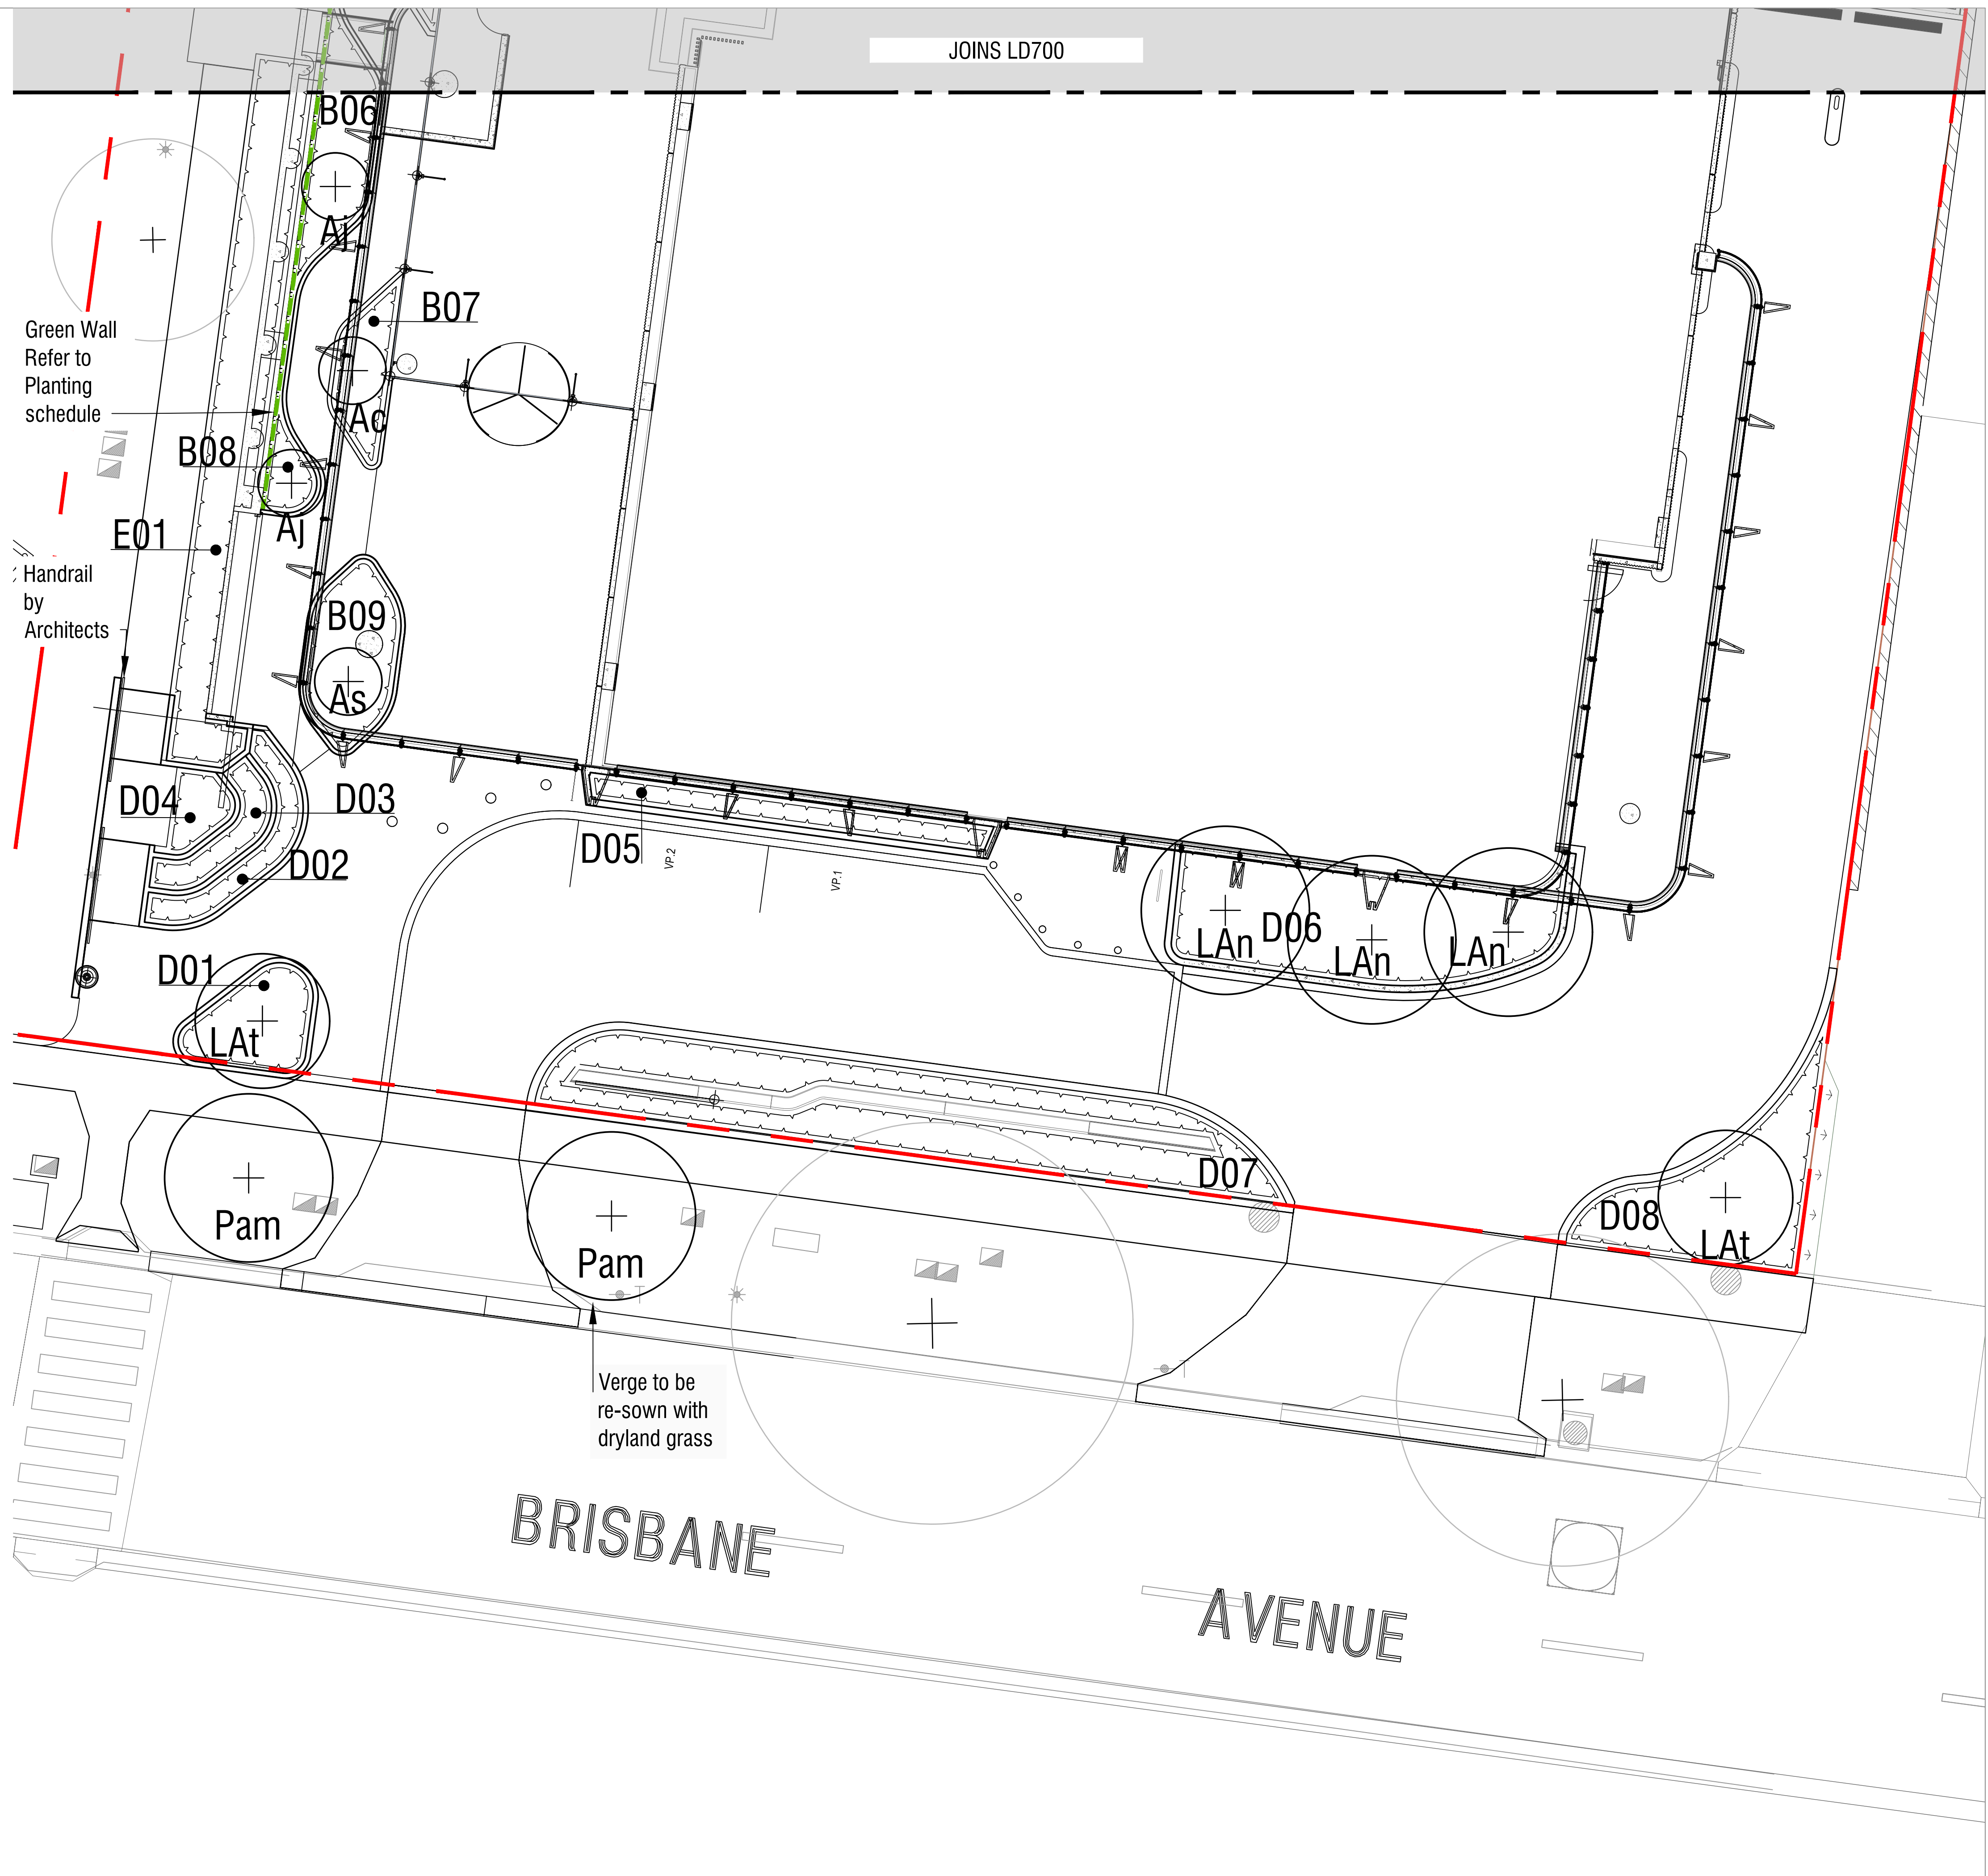 JOINS LD700
B06
Aj
B07
Green Wall
Refer to
Planting
schedule
Ac
B08
Aj
E01
Handrail
by
Architects
B09
As
D04
D03
D05
VP.2
VP.1
D02
D06
LAn
LAn
LAn
D01
LAt
D07
D08
LAt
Pam
Pam
Verge to be
re-sown with
dryland grass
BRISBANE
AVENUE